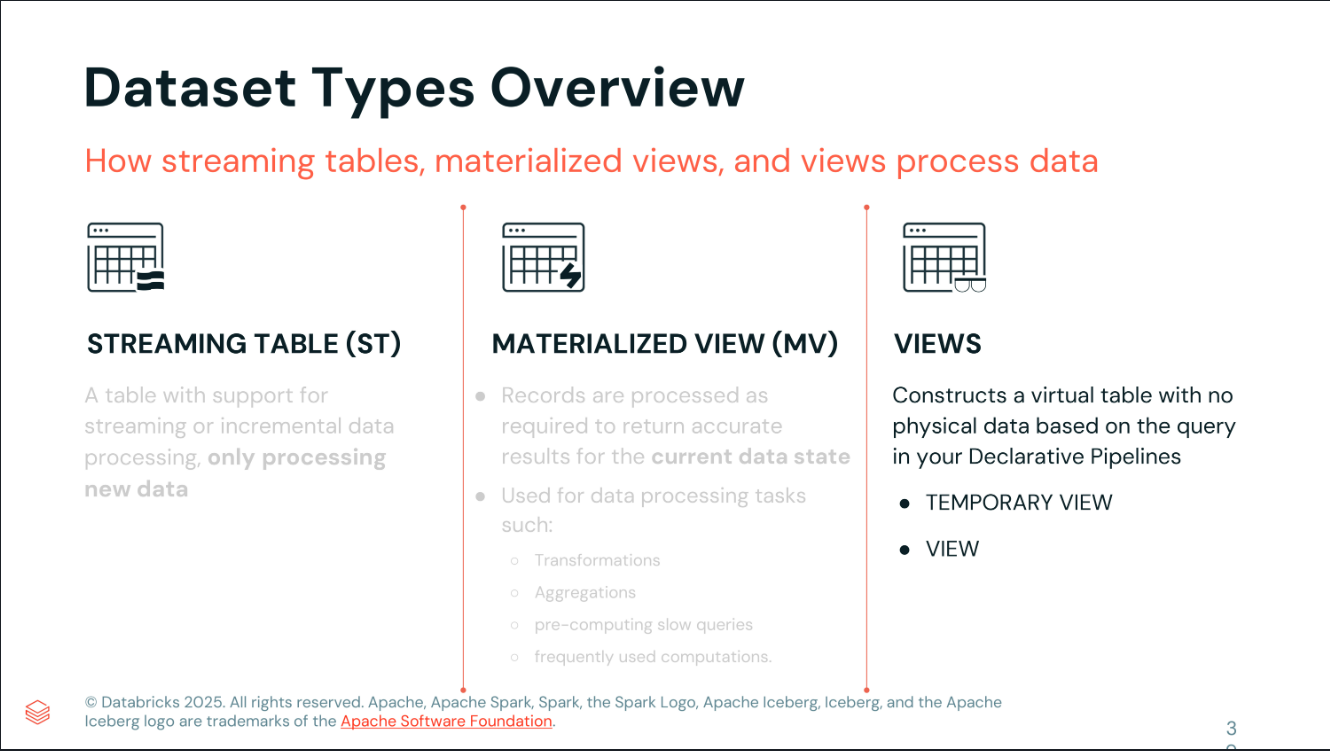 Dataset Types Overview
How streaming tables, materialized views, and views process data
STREAMING TABLE (ST)
A table with support for
streaming or incremental data
processing, only processing
new data
MATERIALIZED VIEW (MV)
● Records are processed as
required to return accurate
results for the current data state
● Used for data processing tasks
such:
○ Transformations
○ Aggregations
○ pre-computing slow queries
○ frequently used computations.
VIEWS
Constructs a virtual table with no
physical data based on the query
in your Declarative Pipelines
● TEMPORARY VIEW
● VIEW
© Databricks 2025. All rights reserved. Apache, Apache Spark, Spark, the Spark Logo, Apache Iceberg, Iceberg, and the Apache
Iceberg logo are trademarks of the Apache Software Foundation.
3